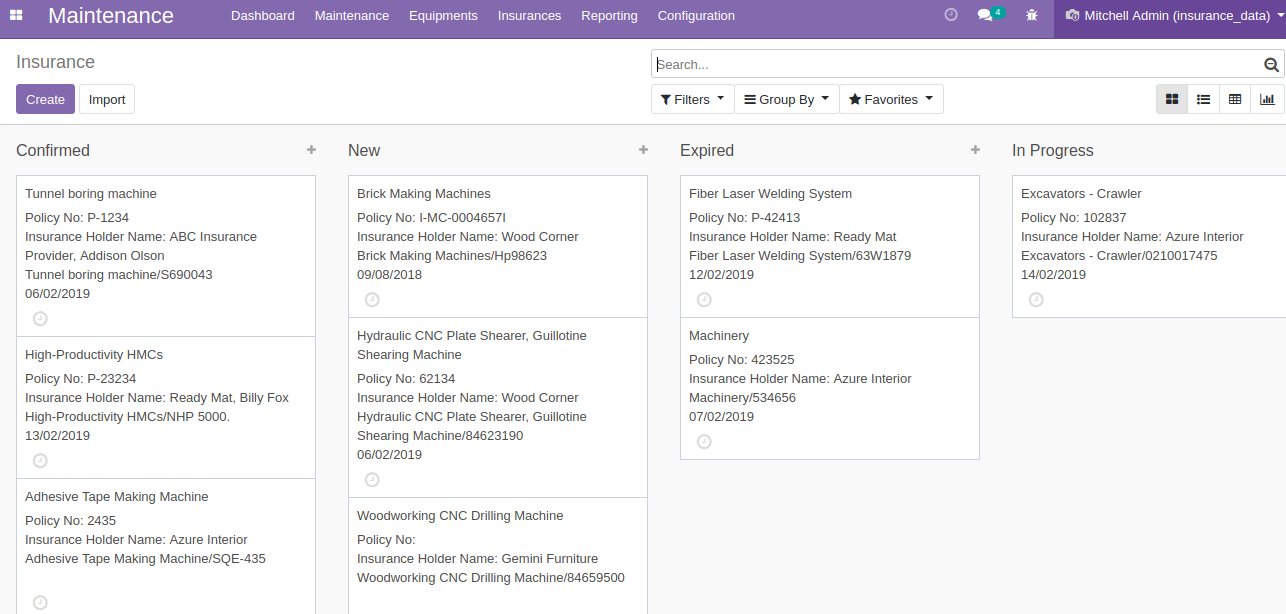 Maintenance
Dashboard Maintenance Equipments Insurances Reporting Configuration
4
Mitchell Admin (insurance_data)
Insurance
Search...
Create Import
Filters Group By Favorites
Confirmed
Tunnel boring machine
Policy No: P-1234
Insurance Holder Name: ABC Insurance
Provider, Addison Olson
Tunnel boring machine/S690043
06/02/2019
High-Productivity HMCs
Policy No: P-23234
Insurance Holder Name: Ready Mat, Billy Fox
High-Productivity HMCs/NHP 5000.
13/02/2019
Adhesive Tape Making Machine
Policy No: 2435
Insurance Holder Name: Azure Interior
Adhesive Tape Making Machine/SQE-435
New
Brick Making Machines
Policy No: I-MC-0004657I
Insurance Holder Name: Wood Corner
Brick Making Machines/Hp98623
09/08/2018
Hydraulic CNC Plate Shearer, Guillotine
Shearing Machine
Policy No: 62134
Insurance Holder Name: Wood Corner
Hydraulic CNC Plate Shearer, Guillotine
Shearing Machine/84623190
06/02/2019
Woodworking CNC Drilling Machine
Policy No:
Insurance Holder Name: Gemini Furniture
Woodworking CNC Drilling Machine/84659500
Expired
Fiber Laser Welding System
Policy No: P-42413
Insurance Holder Name: Ready Mat
Fiber Laser Welding System/63W1879
12/02/2019
Machinery
Policy No: 423525
Insurance Holder Name: Azure Interior
Machinery/534656
07/02/2019
In Progress
Excavators - Crawler
Policy No: 102837
Insurance Holder Name: Azure Interior
Excavators - Crawler/0210017475
14/02/2019